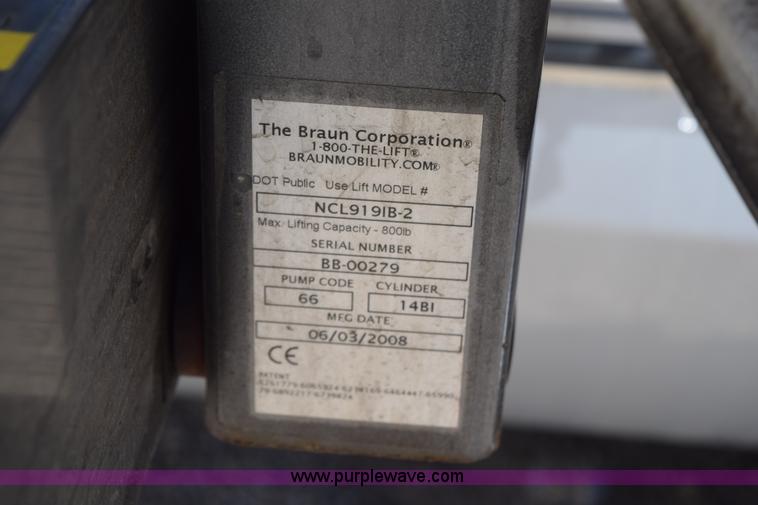 The Braun Corporation®
1-800-THE-LIFT®
BRAUNMOBILITY.COM®
DOT Public Use Lift MODEL #
NCL919IB-2
Max. Lifting Capacity - 800lb
SERIAL NUMBER
BB-00279
PUMP CODE CYLINDER
66 14BI
MFG DATE
06/03/2008
CE
PATENT
www.purplewave.com